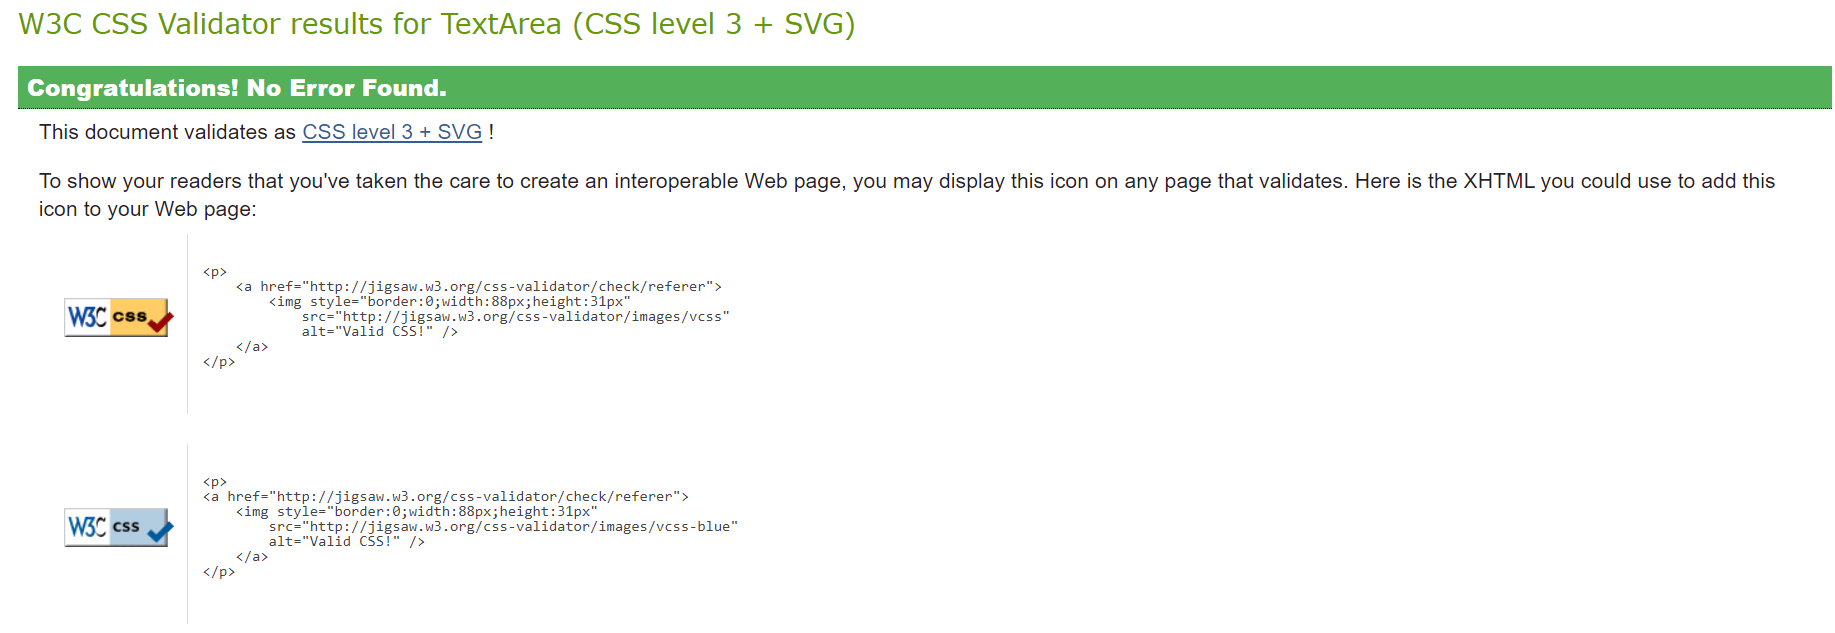 W3C CSS Validator results for TextArea (CSS level 3 + SVG)
Congratulations! No Error Found.
This document validates as CSS level 3 + SVG !
To show your readers that you've taken the care to create an interoperable Web page, you may display this icon on any page that validates. Here is the XHTML you could use to add this
icon to your Web page:
W3C css
<p>
    <a href="http://jigsaw.w3.org/css-validator/check/referer">
        <img style="border:0;width:88px;height:31px"
            src="http://jigsaw.w3.org/css-validator/images/vcss"
            alt="Valid CSS!" />
    </a>
</p>
W3C css
<p>
<a href="http://jigsaw.w3.org/css-validator/check/referer">
    <img style="border:0;width:88px;height:31px"
        src="http://jigsaw.w3.org/css-validator/images/vcss-blue"
        alt="Valid CSS!" />
    </a>
</p>